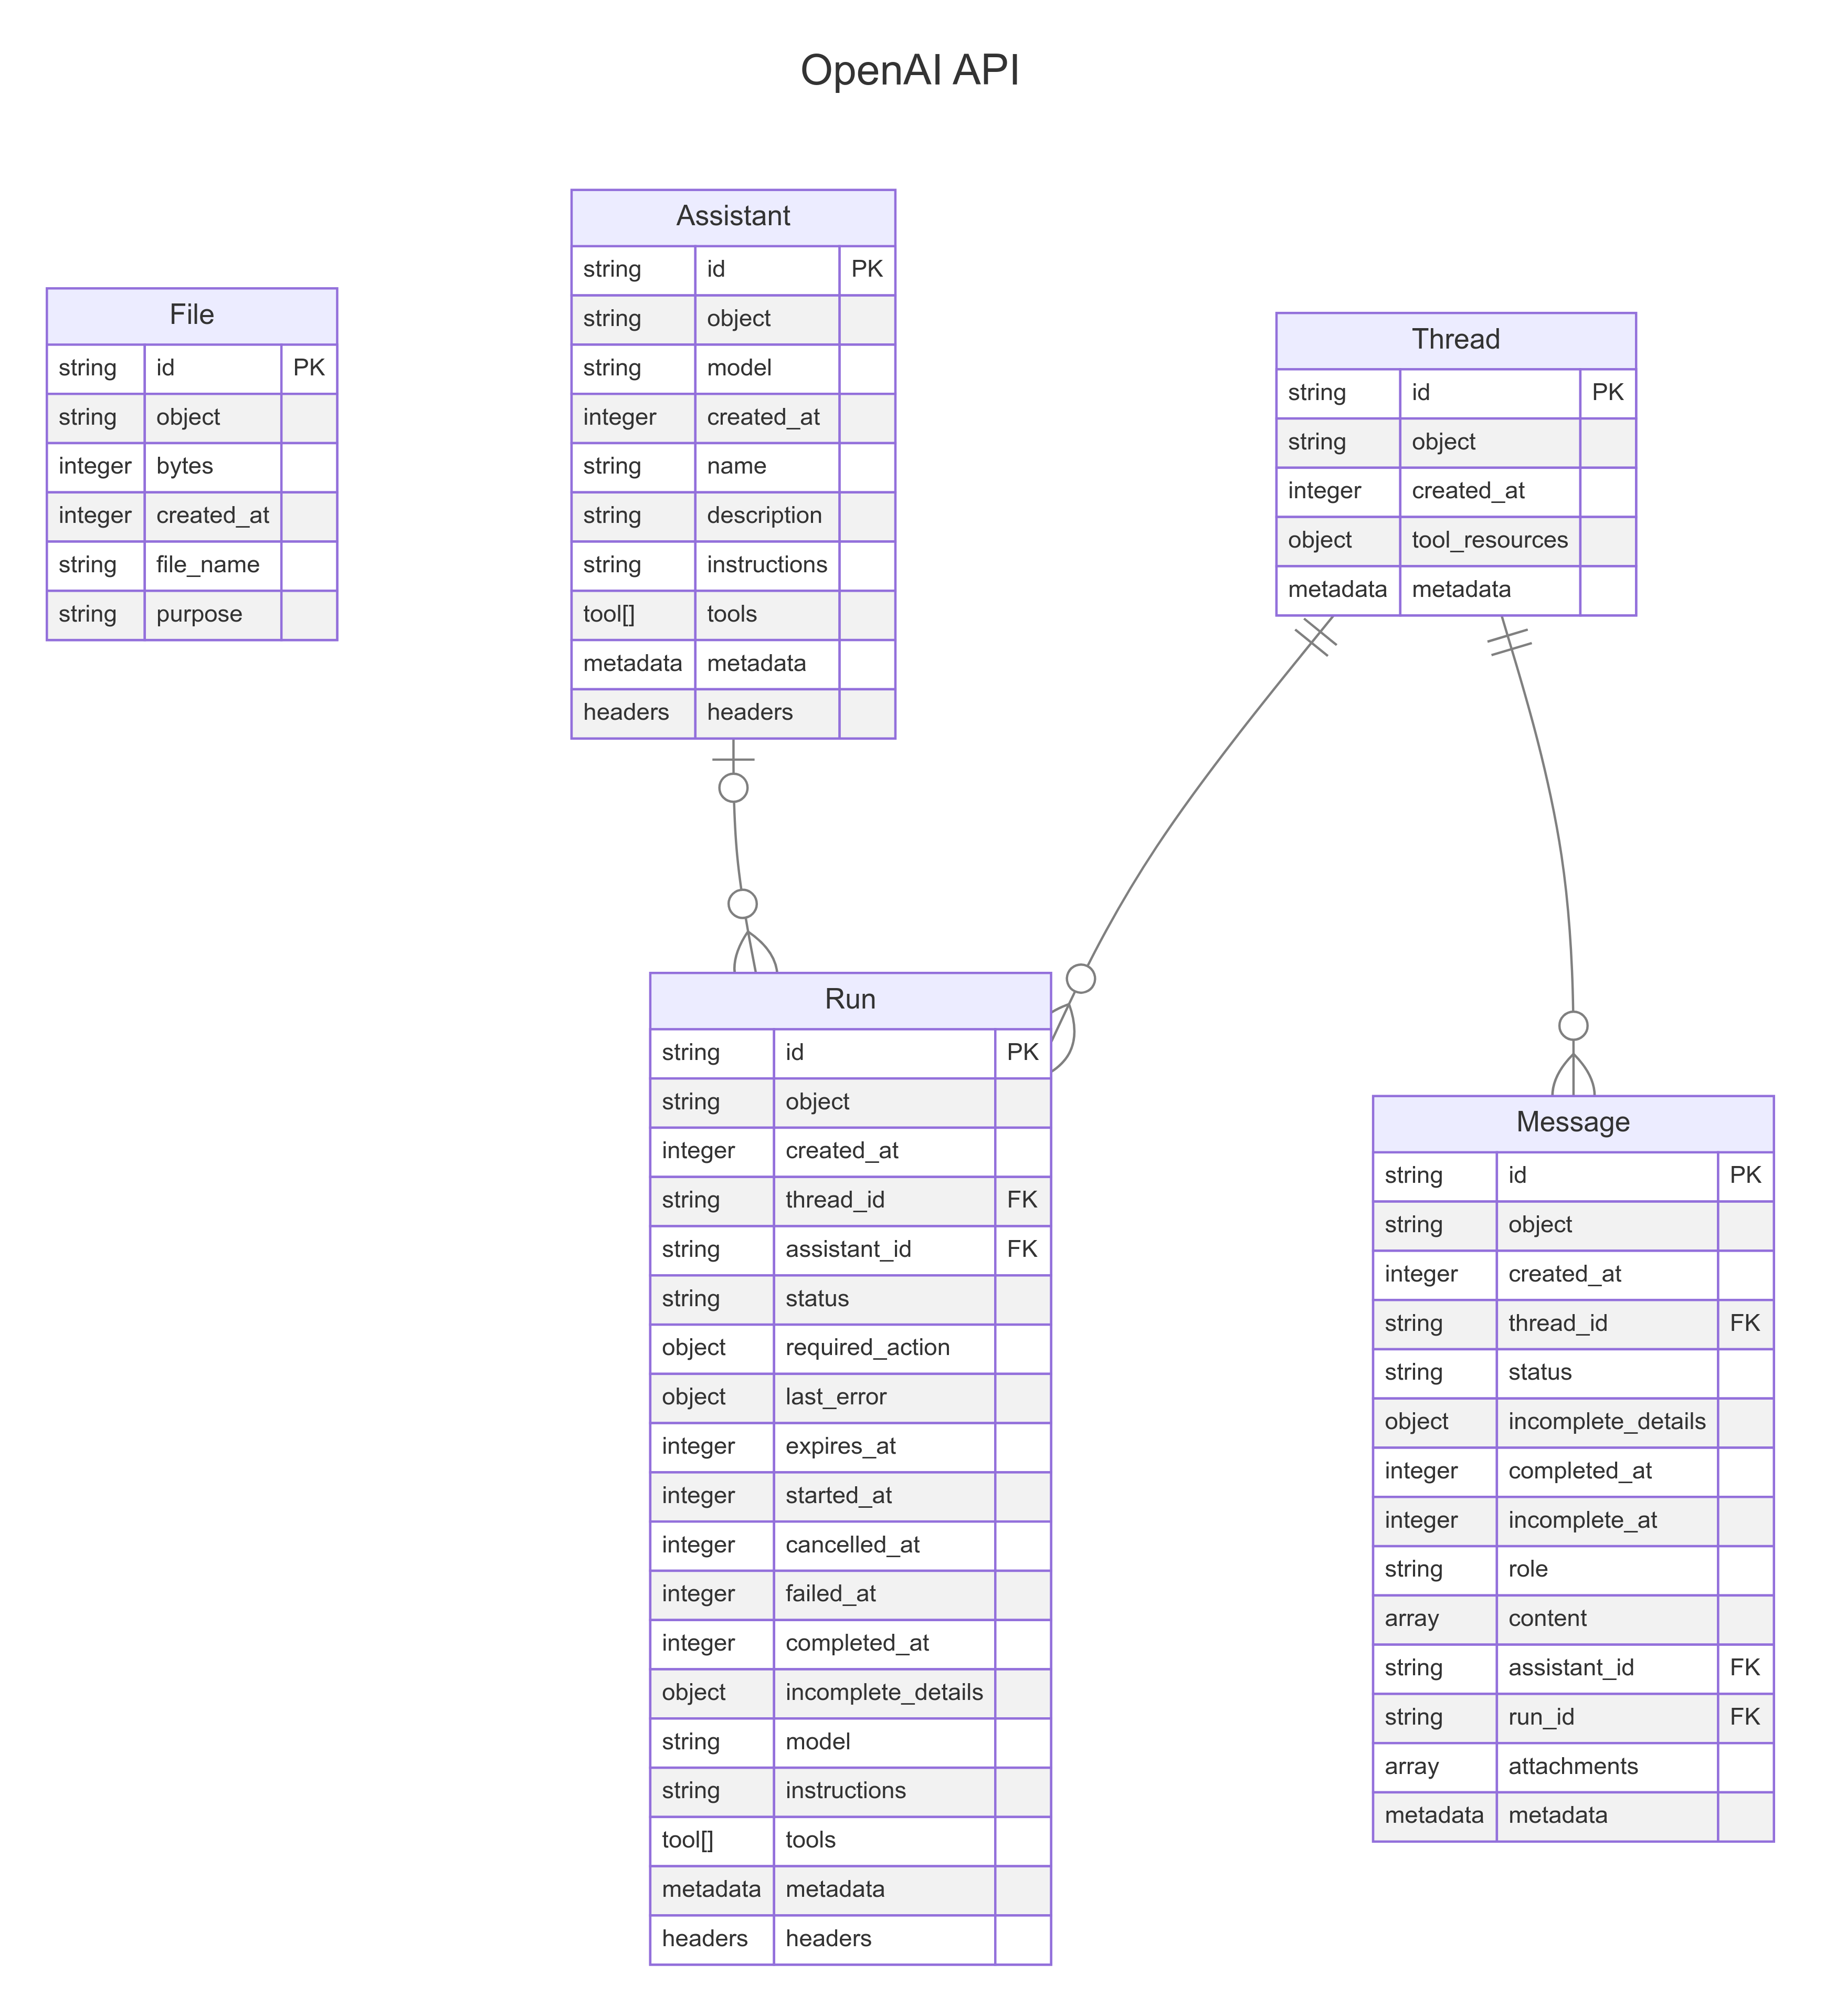 OpenAI API
File
string id PK
string object
integer bytes
integer created_at
string file_name
string purpose
Assistant
string id PK
string object
string model
integer created_at
string name
string description
string instructions
tool[] tools
metadata metadata
headers headers
Thread
string id PK
string object
integer created_at
object tool_resources
metadata metadata
Run
string id PK
string object
integer created_at
string thread_id FK
string assistant_id FK
string status
object required_action
object last_error
integer expires_at
integer started_at
integer cancelled_at
integer failed_at
integer completed_at
object incomplete_details
string model
string instructions
tool[] tools
metadata metadata
headers headers
Message
string id PK
string object
integer created_at
string thread_id FK
string status
object incomplete_details
integer completed_at
integer incomplete_at
string role
array content
string assistant_id FK
string run_id FK
array attachments
metadata metadata